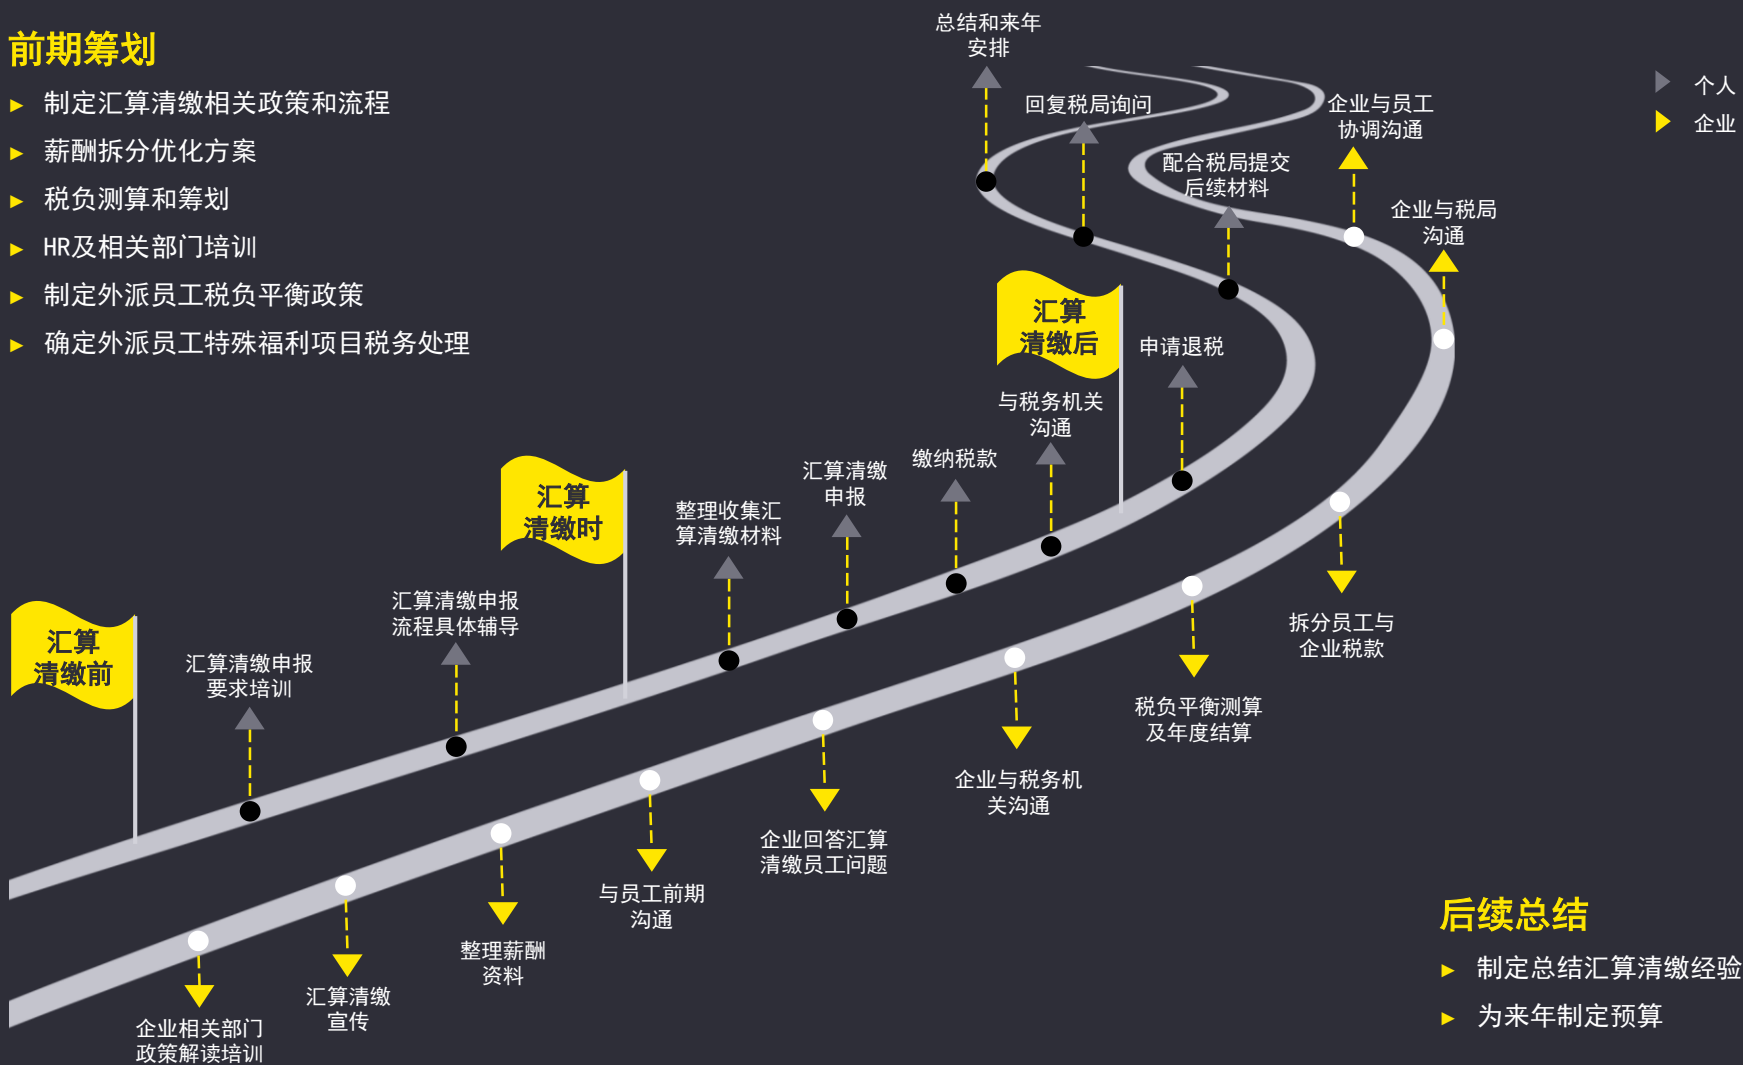 前期筹划
制定汇算清缴相关政策和流程
薪酬拆分优化方案
税负测算和筹划
HR及相关部门培训
制定外派员工税负平衡政策
确定外派员工特殊福利项目税务处理
总结和来年
安排
回复税局询问
配合税局提交
后续材料
企业与员工
协调沟通
企业与税局
沟通
个人
企业
汇算
清缴后
申请退税
与税务机关
沟通
缴纳税款
汇算清缴
申报
整理收集汇
算清缴材料
汇算
清缴时
汇算清缴申报
流程具体辅导
汇算清缴申报
要求培训
汇算
清缴前
拆分员工与
企业税款
税负平衡测算
及年度结算
企业与税务机
关沟通
企业回答汇算
清缴员工问题
与员工前期
沟通
整理薪酬
资料
汇算清缴
宣传
企业相关部门
政策解读培训
后续总结
制定总结汇算清缴经验
为来年制定预算